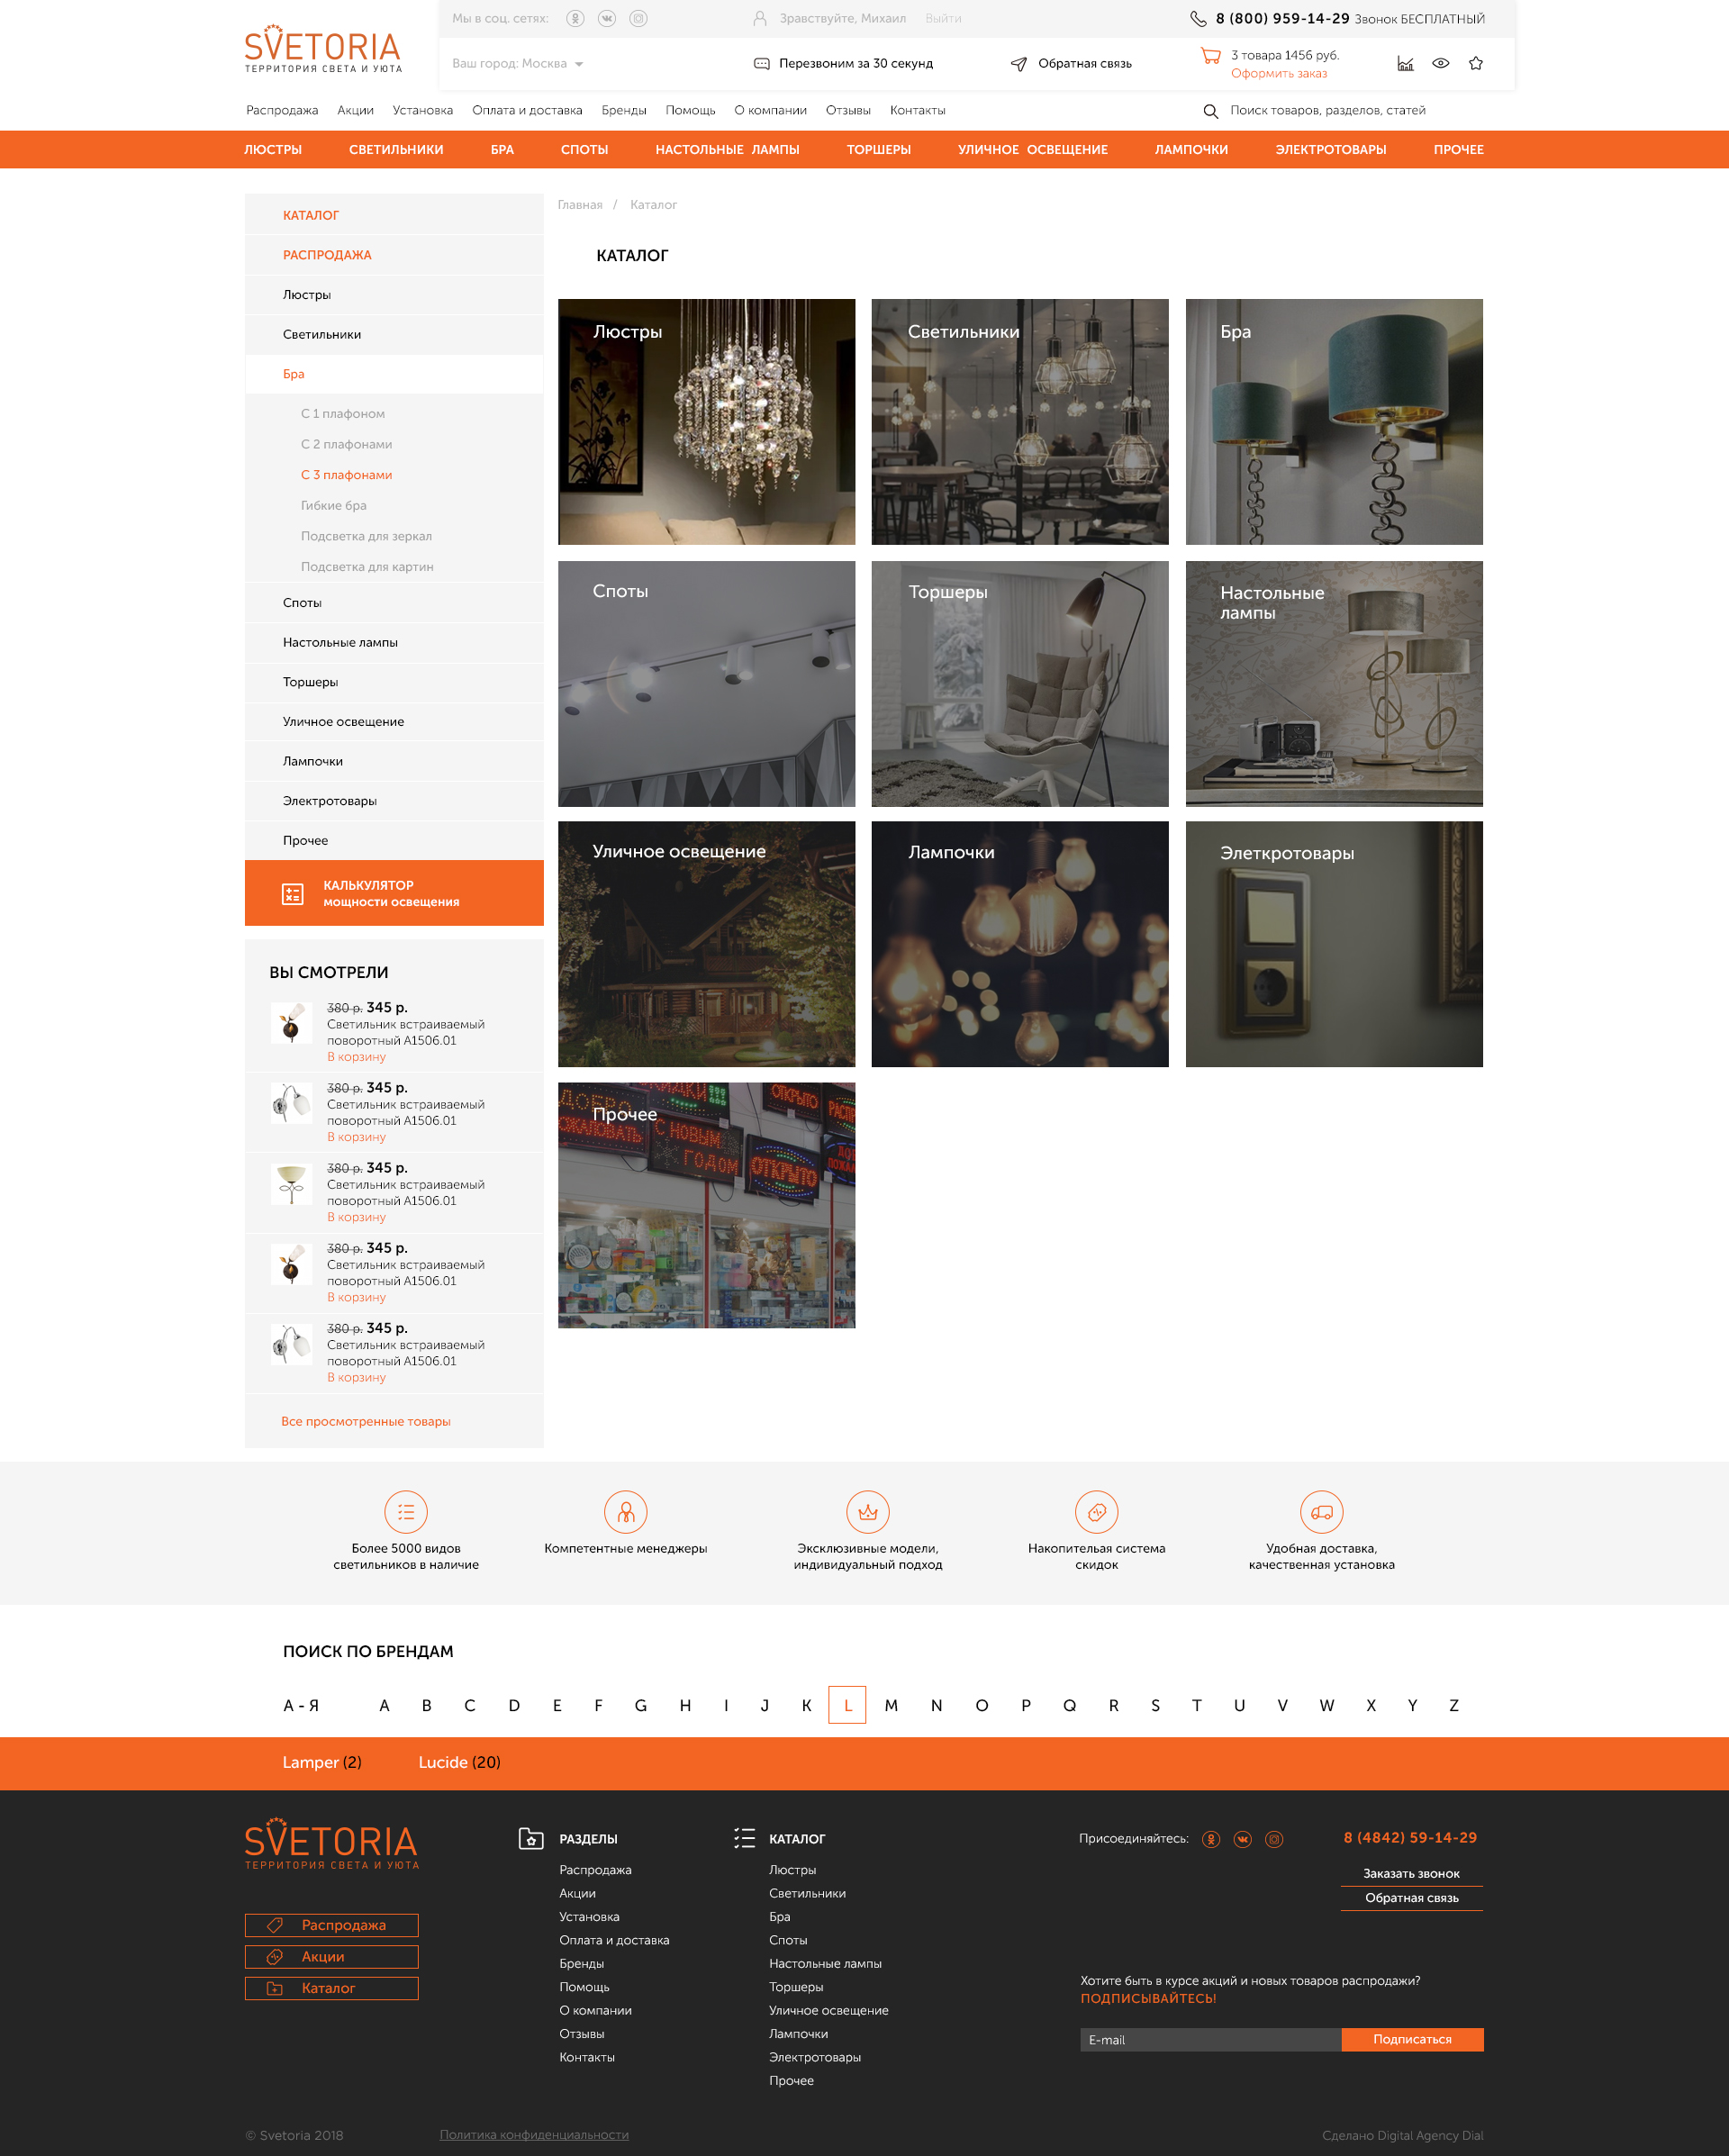 SVETORIA
ТЕРРИТОРИЯ СВЕТА И УЮТА
Мы в соц. сетях:
Зравствуйте, Михаил
Выйти
8 (800) 959-14-29 Звонок БЕСПЛАТНЫЙ
Ваш город: Москва
Перезвоним за 30 секунд
Обратная связь
3 товара 1456 руб.
Оформить заказ
Распродажа Акции Установка Оплата и доставка Бренды Помощь О компании Отзывы Контакты
Поиск товаров, разделов, статей
ЛЮСТРЫ СВЕТИЛЬНИКИ БРА СПОТЫ НАСТОЛЬНЫЕ ЛАМПЫ ТОРШЕРЫ УЛИЧНОЕ ОСВЕЩЕНИЕ ЛАМПОЧКИ ЭЛЕКТРОТОВАРЫ ПРОЧЕЕ
КАТАЛОГ
РАСПРОДАЖА
Люстры
Светильники
Бра
С 1 плафоном
С 2 плафонами
С 3 плафонами
Гибкие бра
Подсветка для зеркал
Подсветка для картин
Споты
Настольные лампы
Торшеры
Уличное освещение
Лампочки
Электротовары
Прочее
КАЛЬКУЛЯТОР
мощности освещения
ВЫ СМОТРЕЛИ
380 р. 345 р.
Светильник встраиваемый
поворотный A1506.01
В корзину
380 р. 345 р.
Светильник встраиваемый
поворотный A1506.01
В корзину
380 р. 345 р.
Светильник встраиваемый
поворотный A1506.01
В корзину
380 р. 345 р.
Светильник встраиваемый
поворотный A1506.01
В корзину
380 р. 345 р.
Светильник встраиваемый
поворотный A1506.01
В корзину
Все просмотренные товары
Главная / Каталог
КАТАЛОГ
Люстры
Светильники
Бра
Споты
Торшеры
Настольные
лампы
Уличное освещение
Лампочки
Элеткротовары
Прочее
ДОБРО
ПОЖАЛОВАТЬ
С НОВЫМ
ГОДОМ
ОТКРЫТО
ОТКРЫТО
Более 5000 видов
светильников в наличие
Компетентные менеджеры
Эксклюзивные модели,
индивидуальный подход
Накопительая система
скидок
Удобная доставка,
качественная установка
ПОИСК ПО БРЕНДАМ
А - Я A B C D E F G H I J K L M N O P Q R S T U V W X Y Z
Lamper (2) Lucide (20)
SVETORIA
ТЕРРИТОРИЯ СВЕТА И УЮТА
Распродажа
Акции
Каталог
РАЗДЕЛЫ
Распродажа
Акции
Установка
Оплата и доставка
Бренды
Помощь
О компании
Отзывы
Контакты
КАТАЛОГ
Люстры
Светильники
Бра
Споты
Настольные лампы
Торшеры
Уличное освещение
Лампочки
Электротовары
Прочее
Присоединяйтесь:
8 (4842) 59-14-29
Заказать звонок
Обратная связь
Хотите быть в курсе акций и новых товаров распродажи?
ПОДПИСЫВАЙТЕСЬ!
E-mail
Подписаться
© Svetoria 2018
Политика конфиденциальности
Сделано Digital Agency Dial